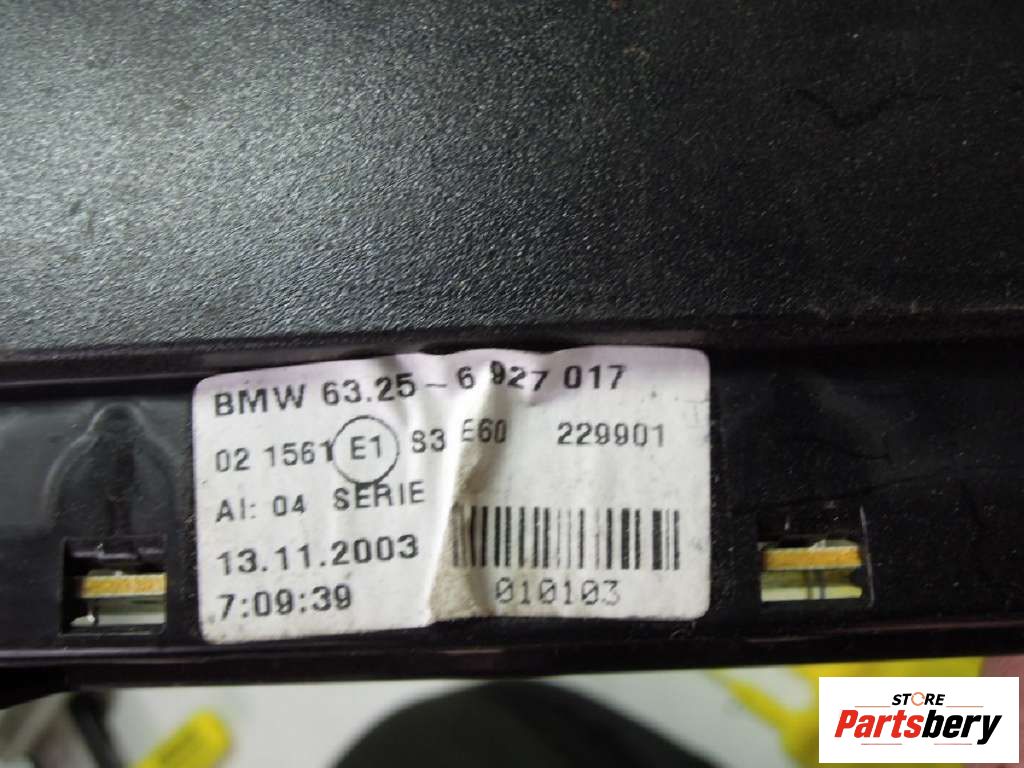 BMW 63.25 - 6 927 017
02 1561 E1 S3 E60 229901
AI: 04 SERIE
13.11.2003
7:09:39
010103
STORE
Partsbery